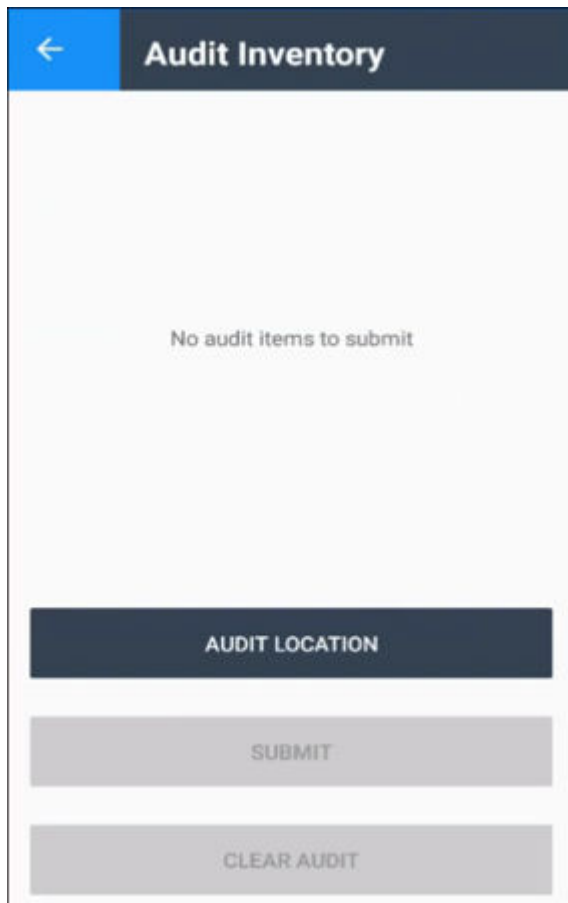 Audit Inventory
No audit items to submit
AUDIT LOCATION
SUBMIT
CLEAR AUDIT